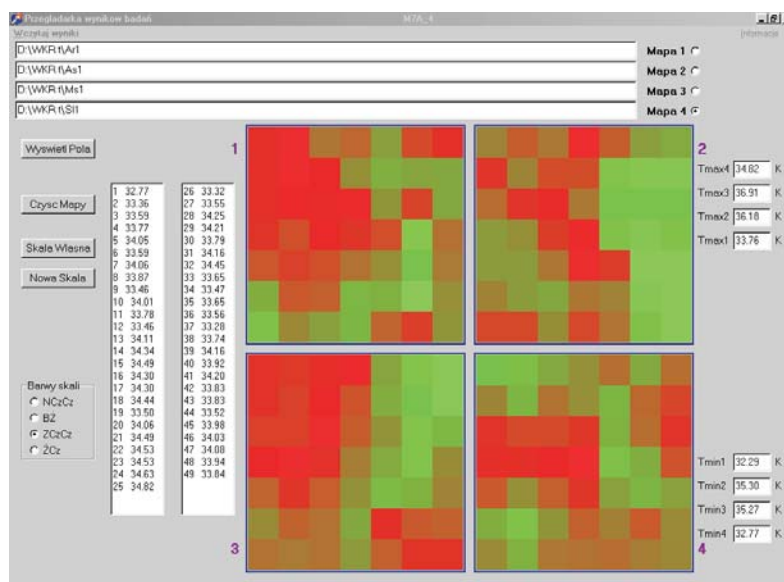 Przegladarka wynikow badań M7A_4
Wczytaj wyniki Informacje
D:\WKR t\Ar1 Mapa 1
D:\WKR t\As1 Mapa 2
D:\WKR t\Ms1 Mapa 3
D:\WKR t\Sl1 Mapa 4
Wyswietl Pola
Czysc Mapy
Skala Wlasna
Nowa Skala
Barwy skali
NCzCz
BZ
ZCzCz
ŻCz
1 32.77
2 33.36
3 33.59
4 33.77
5 34.05
6 33.59
7 34.06
8 33.87
9 33.46
10 34.01
11 33.78
12 33.46
13 34.11
14 34.34
15 34.49
16 34.30
17 34.30
18 34.44
19 33.50
20 34.06
21 34.49
22 34.53
23 34.53
24 34.63
25 34.82
26 33.32
27 33.55
28 34.25
29 34.21
30 33.79
31 34.16
32 34.45
33 33.65
34 33.47
35 33.65
36 33.56
37 33.28
38 33.74
39 34.16
40 33.92
41 34.20
42 33.83
43 33.83
44 33.52
45 33.98
46 34.03
47 34.08
48 33.94
49 33.84
1
2
3
4
Tmax4 34.82 K
Tmax3 36.91 K
Tmax2 36.18 K
Tmax1 33.76 K
Tmin1 32.29 K
Tmin2 35.30 K
Tmin3 35.27 K
Tmin4 32.77 K